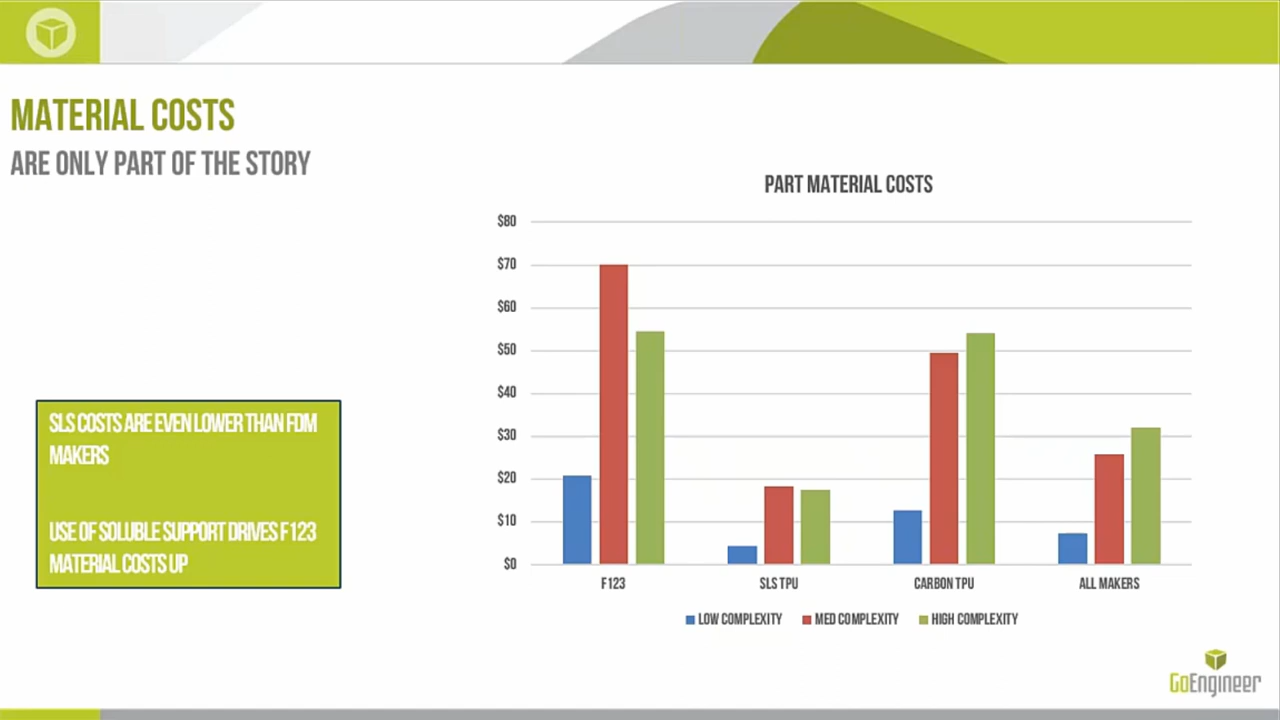 MATERIAL COSTS
ARE ONLY PART OF THE STORY
PART MATERIAL COSTS
$80
$70
$60
$50
$40
$30
$20
$10
$0
F123
SLS TPU
CARBON TPU
ALL MAKERS
LOW COMPLEXITY
MED COMPLEXITY
HIGH COMPLEXITY
SLS COSTS ARE EVEN LOWER THAN FDM
MAKERS
USE OF SOLUBLE SUPPORT DRIVES F123
MATERIAL COSTS UP
GoEngineer